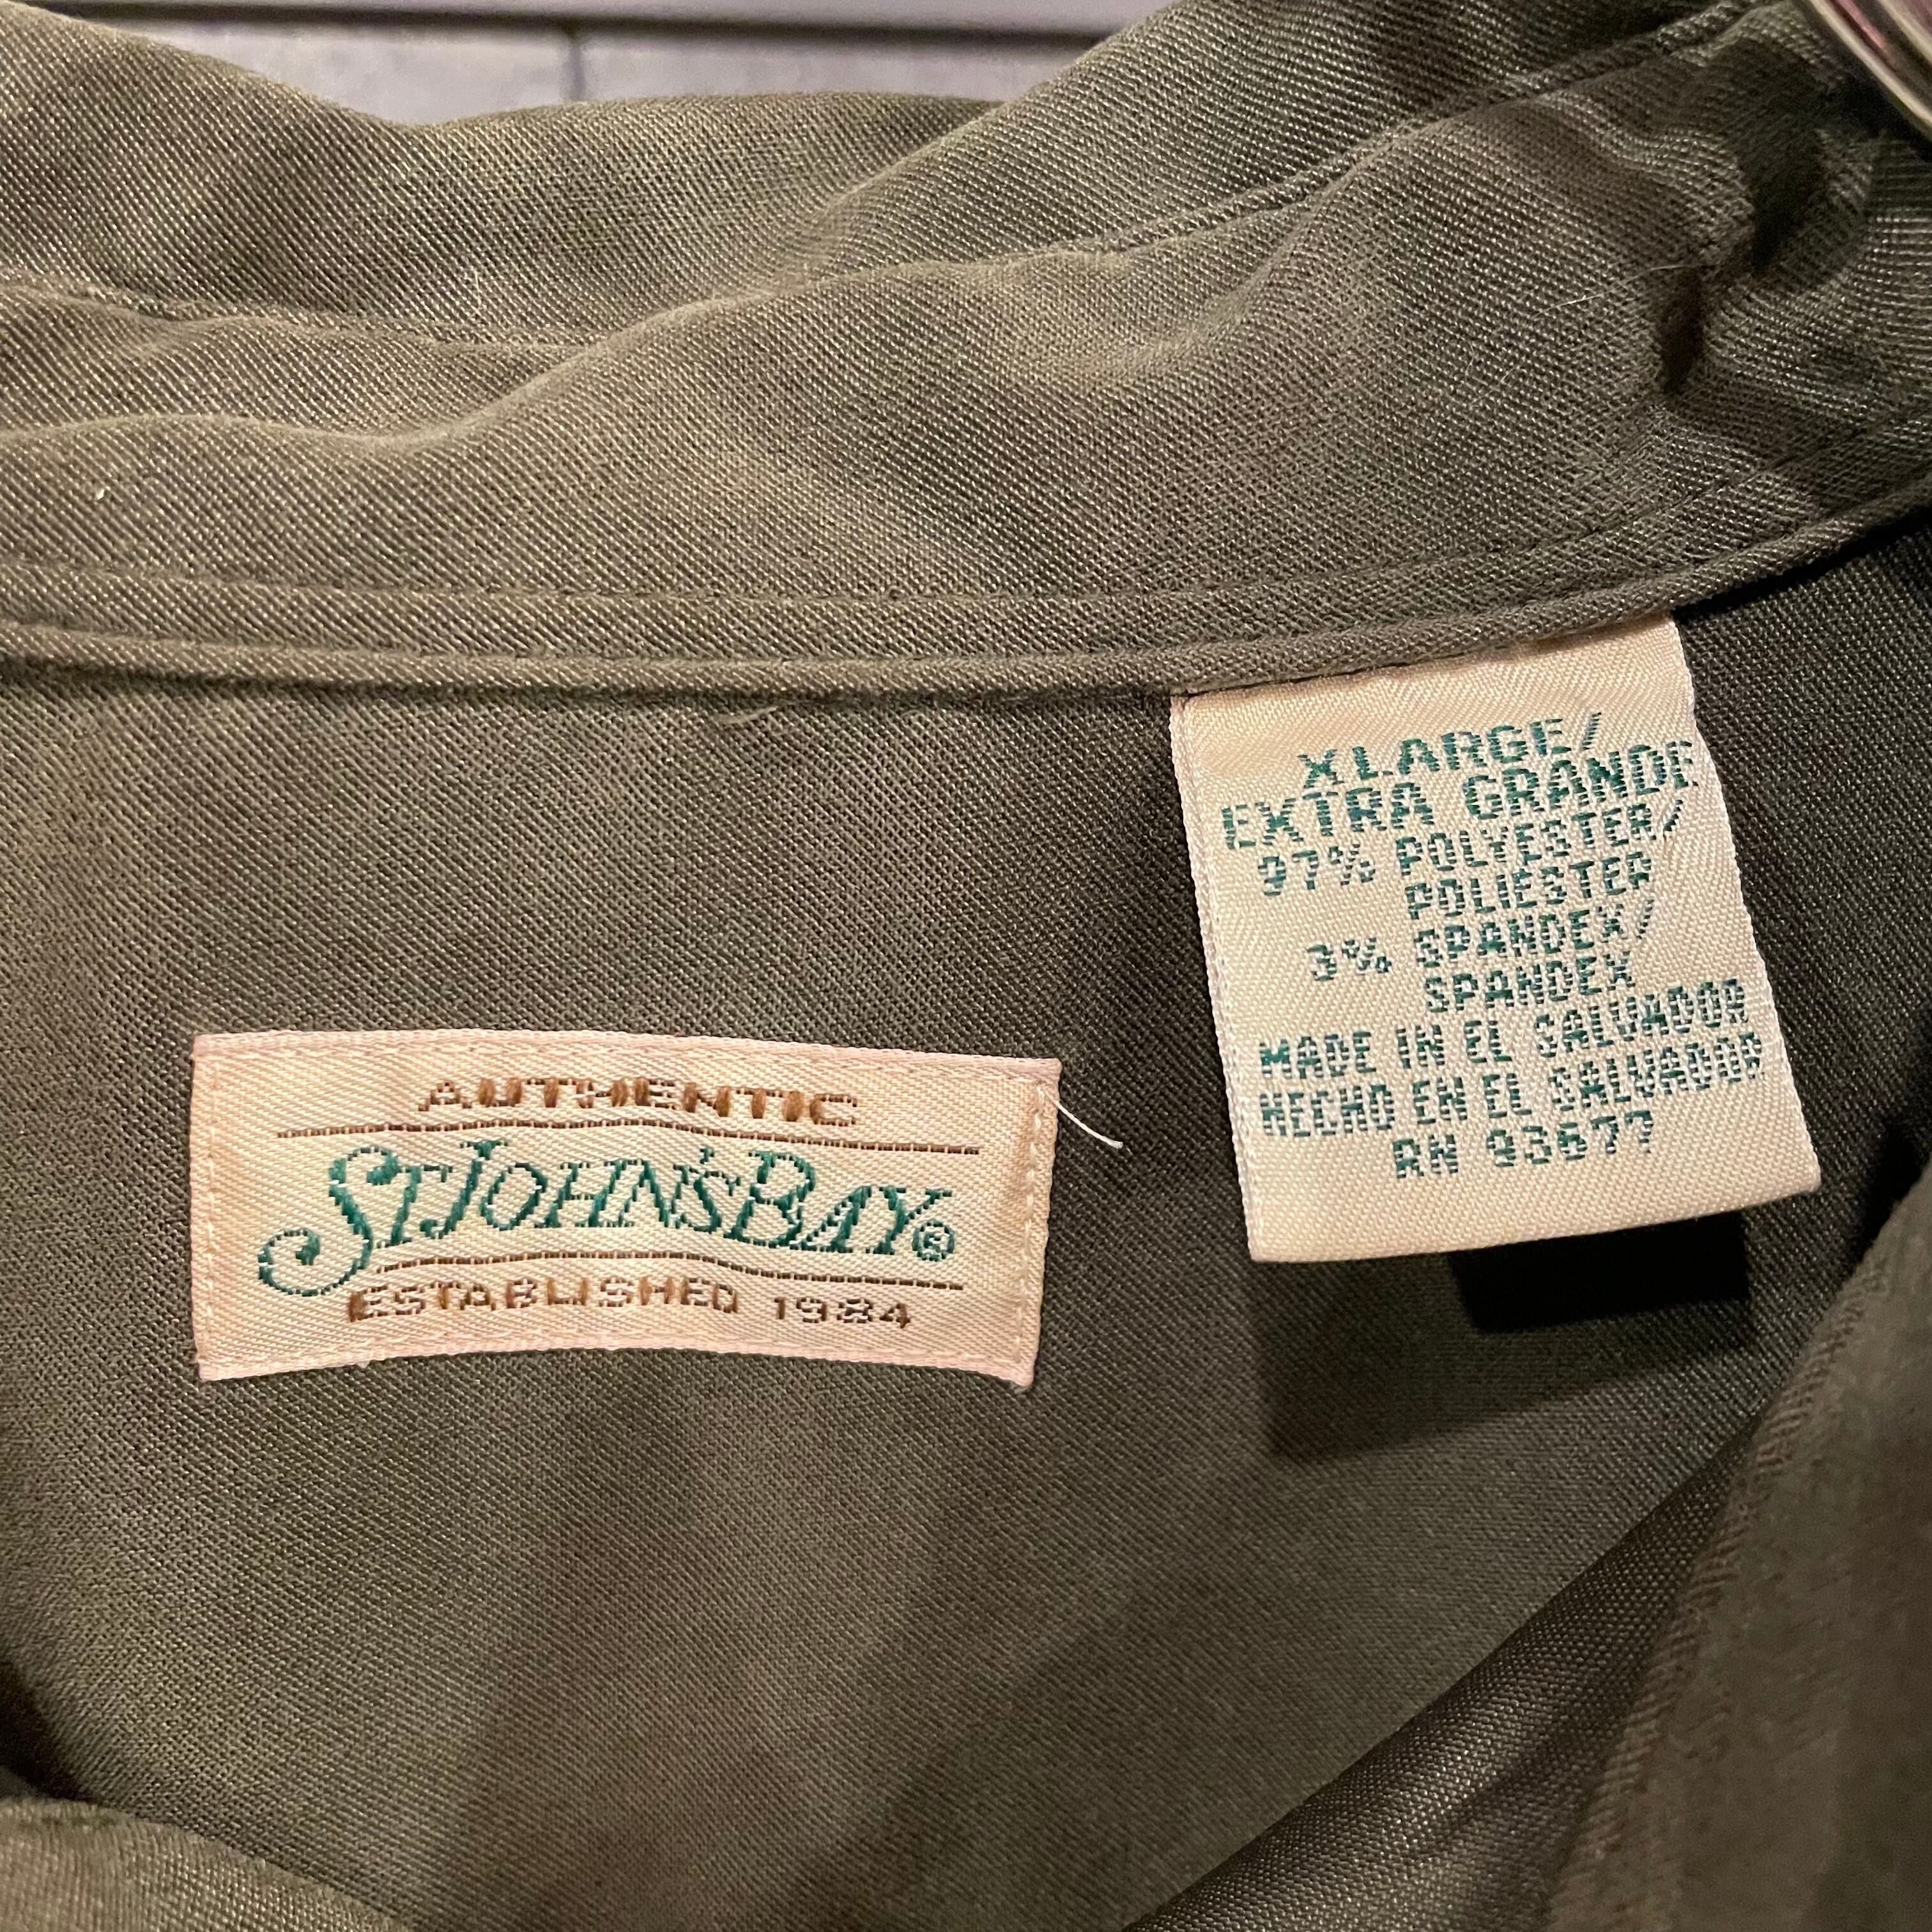 AUTHENTIC
ST JOHN'S BAY®
ESTABLISHED 1984
XLARGE/
EXTRA GRANDE
97% POLYESTER/
POLIESTER
3% SPANDEX/
SPANDEX
MADE IN EL SALVADOR
HECHO EN EL SALVADOR
RN 93677